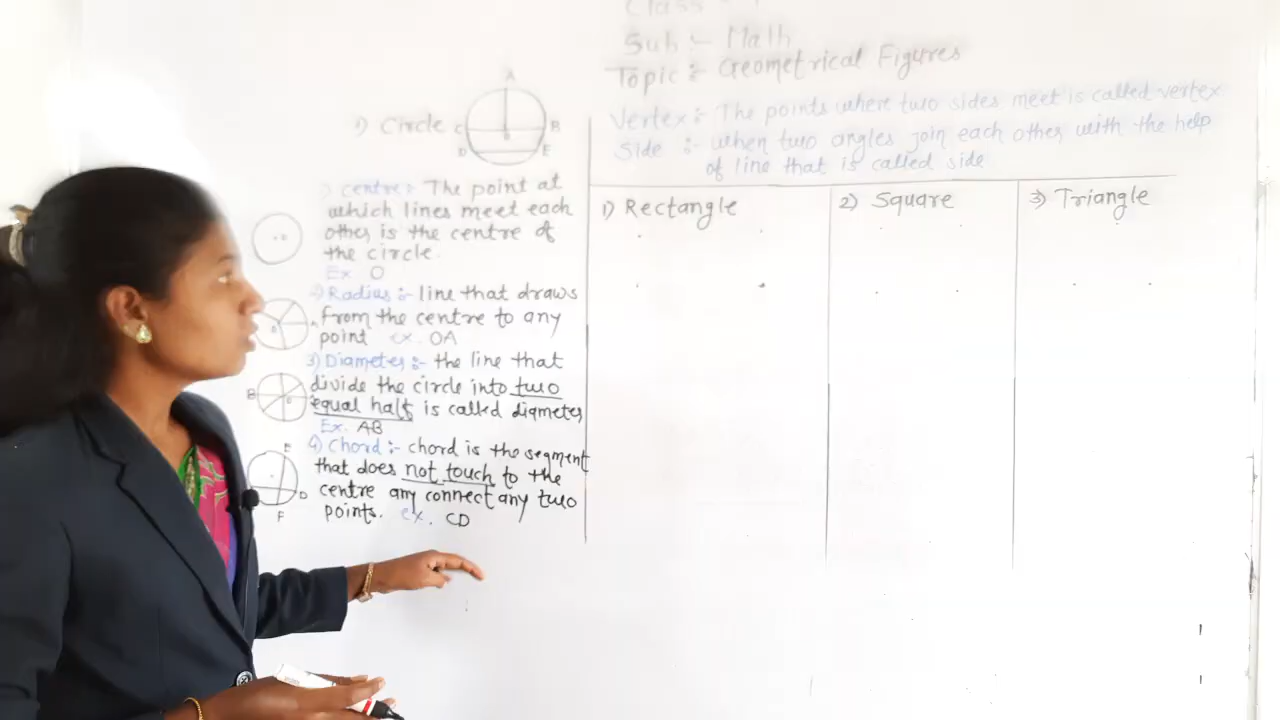 Class
Sub :- Math
Topic :- Geometrical Figures
Vertex :- The points where two sides meet is called vertex
Side :- when two angles join each other with the help
of line that is called side
1) Circle
A
C
B
O
D
E
1) centre :- The point at
which lines meet each
other is the centre of
the circle.
Ex O
2) Radius :- line that draws
from the centre to any
point ex. OA
A
3) Diameter :- the line that
divide the circle into two
equal half is called diameter
Ex. AB
B
4) Chord :- chord is the segment
that does not touch to the
centre any connect any two
points. ex. CD
E
D
F
1) Rectangle
2) Square
3) Triangle